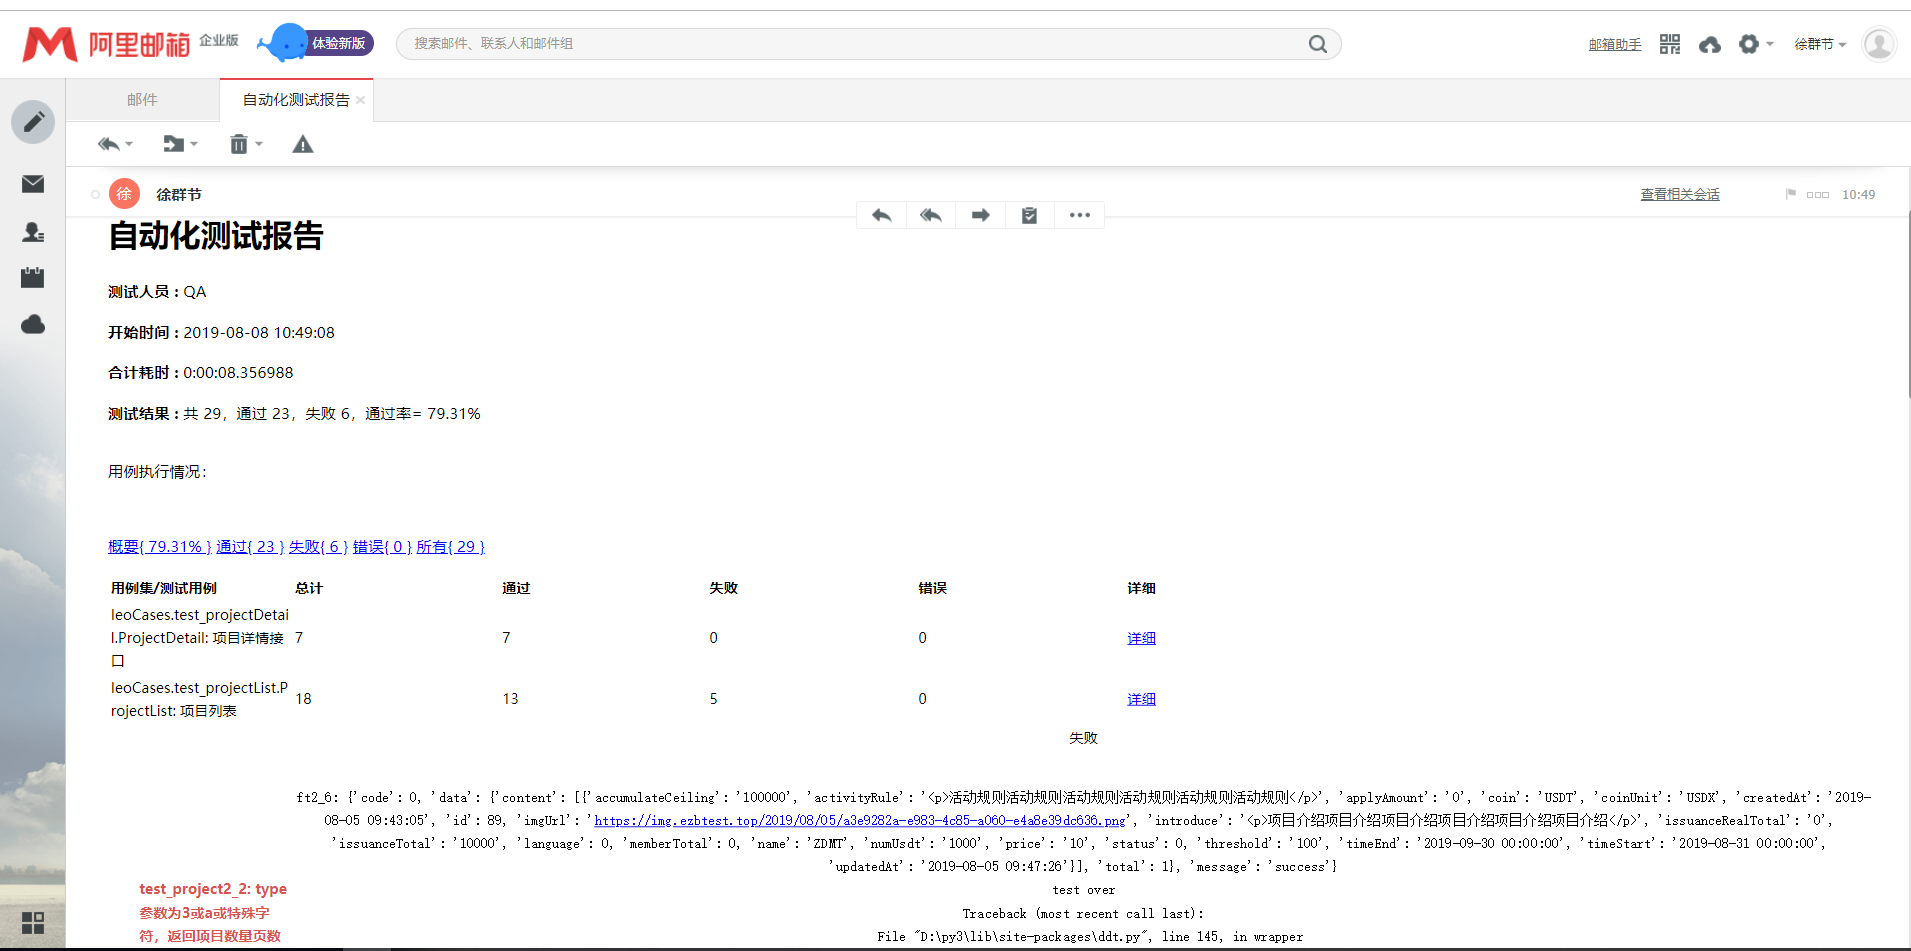 阿里邮箱 企业版 体验新版 搜索邮件、联系人和邮件组 邮箱助手 徐群节
邮件 自动化测试报告
徐 徐群节 查看相关会话 10:49
自动化测试报告
测试人员 : QA
开始时间 : 2019-08-08 10:49:08
合计耗时 : 0:00:08.356988
测试结果 : 共 29，通过 23，失败 6，通过率= 79.31%
用例执行情况：
概要{ 79.31% } 通过{ 23 } 失败{ 6 } 错误{ 0 } 所有{ 29 }
用例集/测试用例 总计 通过 失败 错误 详细
leoCases.test_projectDetai
l.ProjectDetail: 项目详情接 7 7 0 0 详细
口
leoCases.test_projectList.P
rojectList: 项目列表 18 13 5 0 详细
失败
ft2_6: {'code': 0, 'data': {'content': [{'accumulateCeiling': '100000', 'activityRule': '<p>活动规则活动规则活动规则活动规则活动规则活动规则</p>', 'applyAmount': '0', 'coin': 'USDT', 'coinUnit': 'USDX', 'createdAt': '2019-
08-05 09:43:05', 'id': 89, 'imgUrl': 'https://img.ezbtest.top/2019/08/05/a3e9282a-e983-4c85-a060-e4a8e39dc636.png', 'introduce': '<p>项目介绍项目介绍项目介绍项目介绍项目介绍项目介绍</p>', 'issuanceRealTotal': '0',
'issuanceTotal': '10000', 'language': 0, 'memberTotal': 0, 'name': 'ZDMT', 'numUsdt': '1000', 'price': '10', 'status': 0, 'threshold': '100', 'timeEnd': '2019-09-30 00:00:00', 'timeStart': '2019-08-31 00:00:00',
'updatedAt': '2019-08-05 09:47:26'}], 'total': 1}, 'message': 'success'}
test_project2_2: type test over
参数为3或a或特殊字 Traceback (most recent call last):
符，返回项目数量页数 File "D:\py3\lib\site-packages\ddt.py", line 145, in wrapper